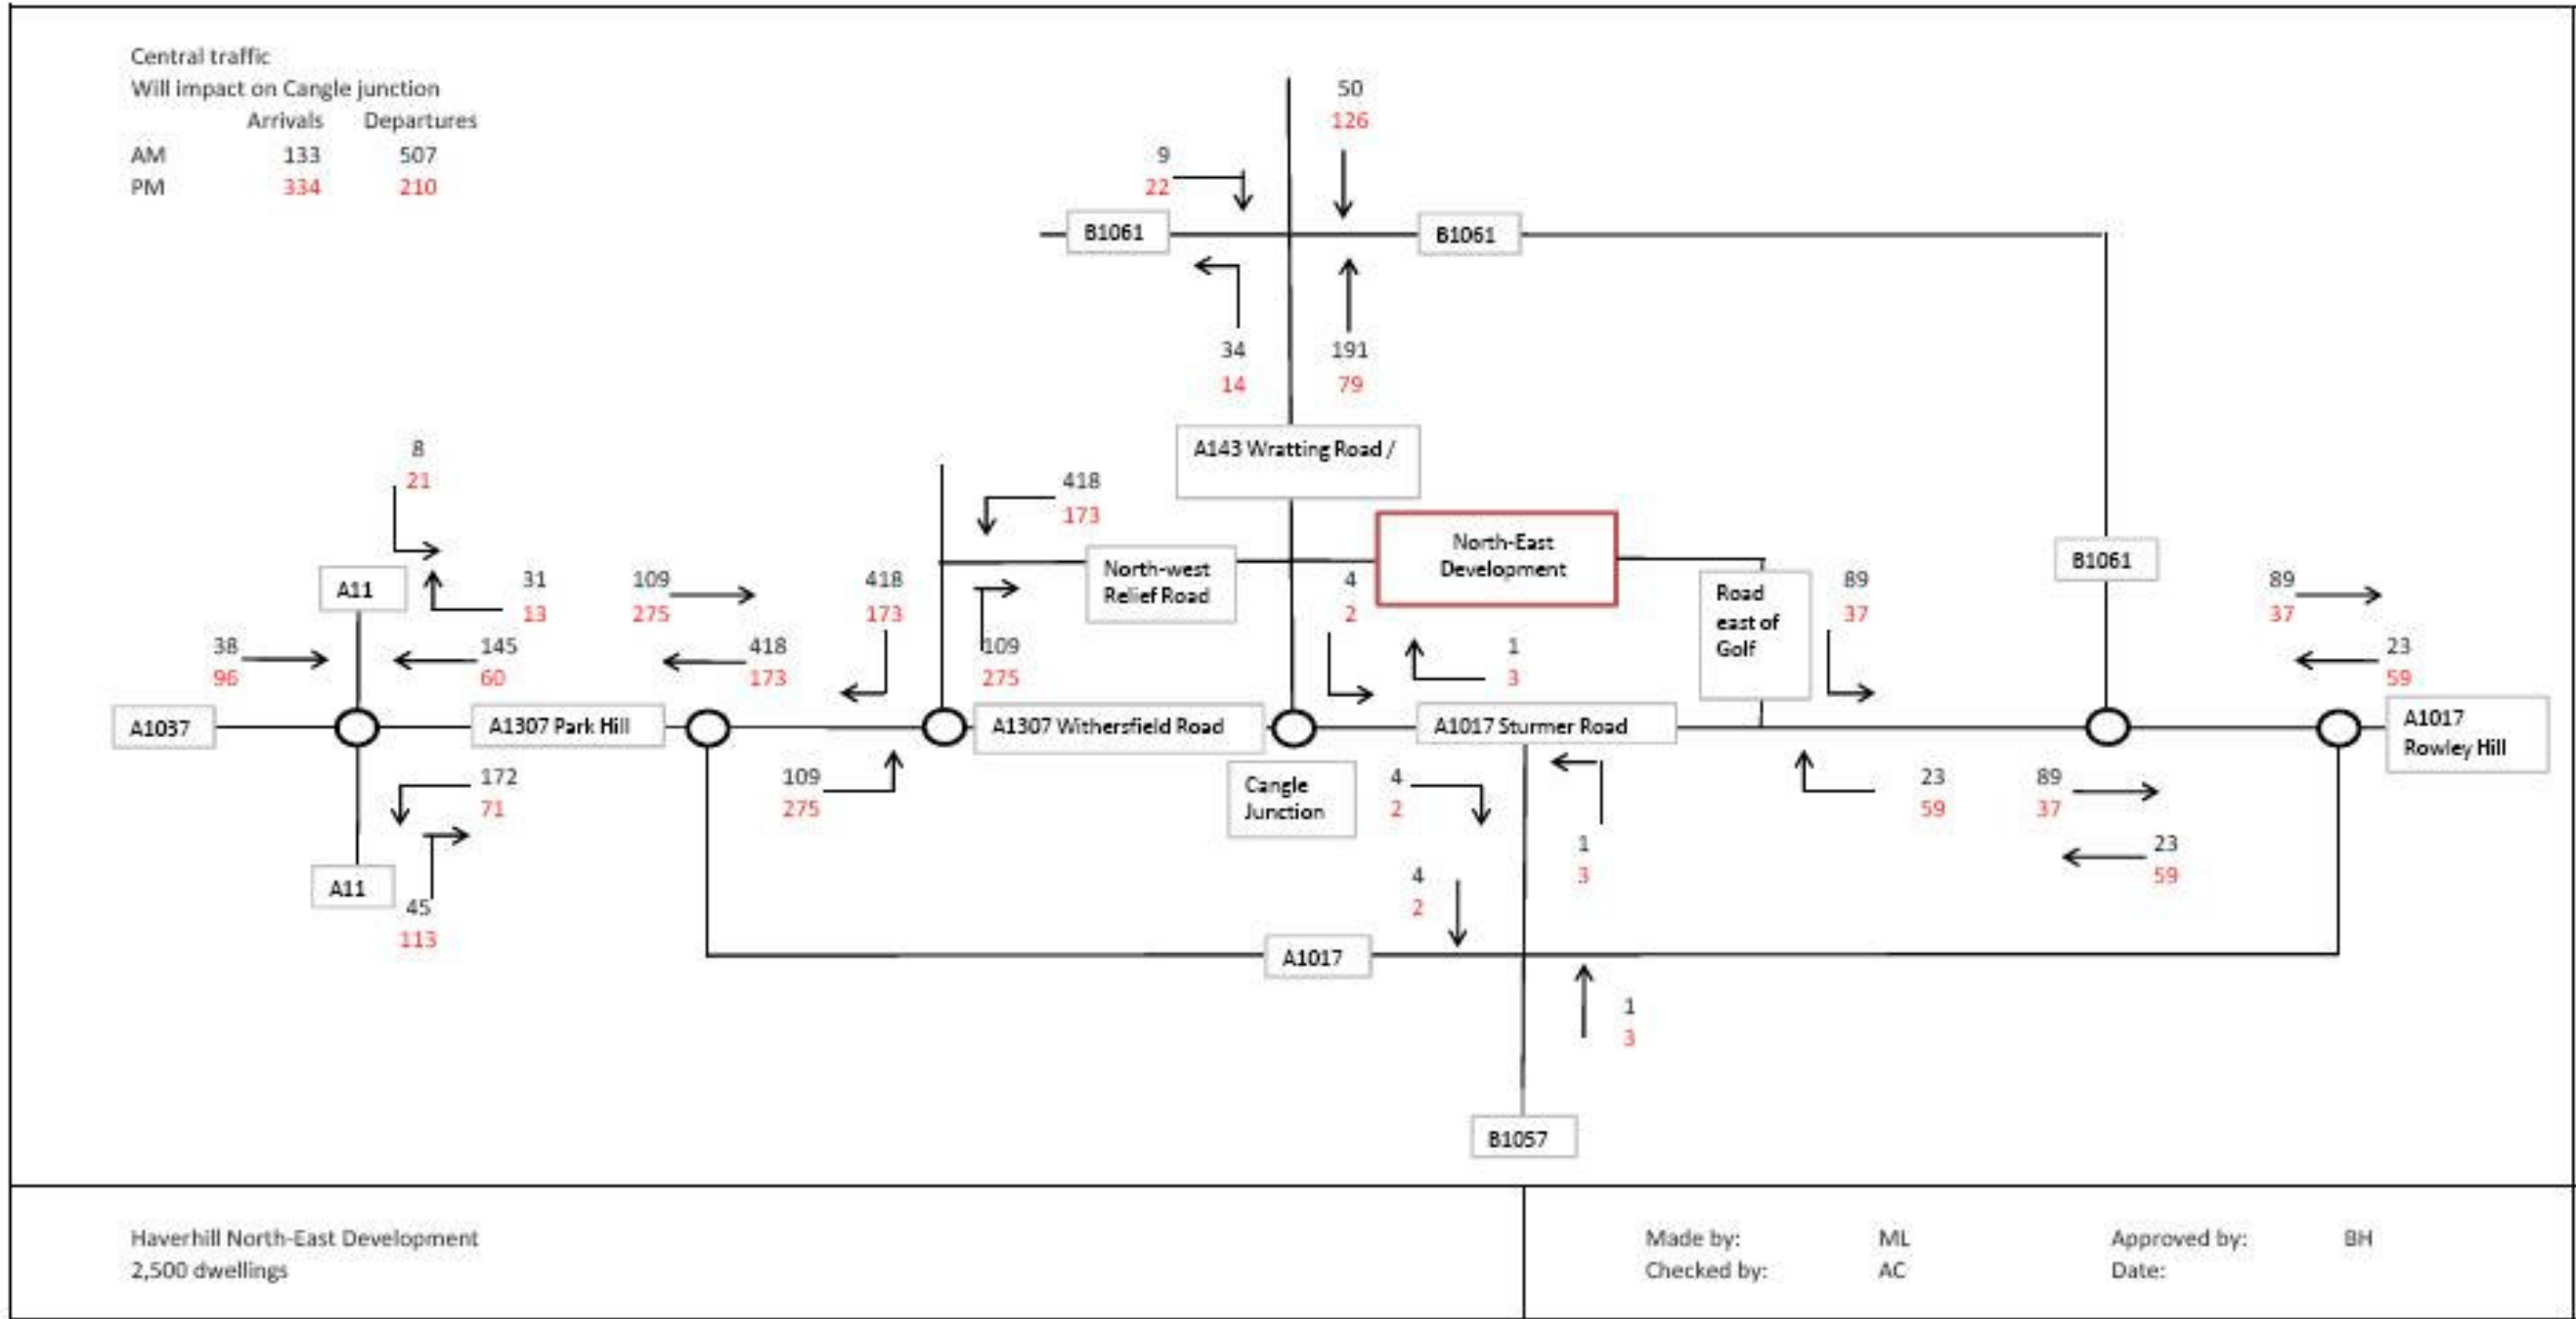 Central traffic
Will impact on Cangle junction
Arrivals Departures
AM 133 507
PM 334 210
50
126
9
22
B1061
B1061
34
14
191
79
A143 Wratting Road /
8
21
418
173
North-East
Development
North-west
Relief Road
A11
31
13
109
275
418
173
4
2
Road
east of
Golf
89
37
B1061
89
37
38
96
145
60
418
173
109
275
1
3
23
59
A1037
A1307 Park Hill
A1307 Withersfield Road
A1017 Sturmer Road
A1017
Rowley Hill
172
71
109
275
Cangle
Junction
4
2
23
59
89
37
A11
45
113
4
2
1
3
23
59
A1017
1
3
B1057
Haverhill North-East Development
2,500 dwellings
Made by: ML Approved by: BH
Checked by: AC Date: